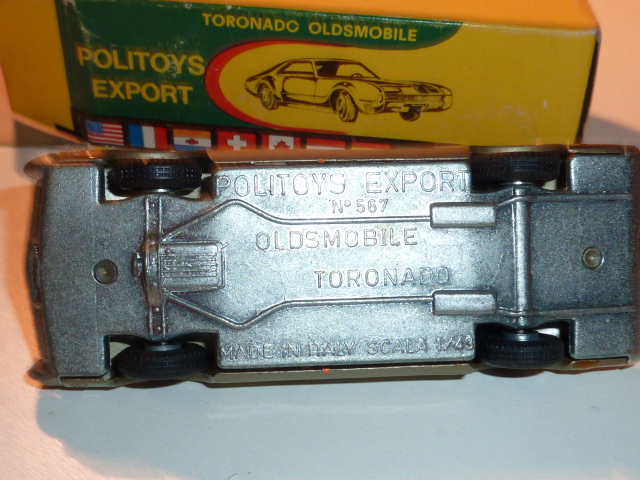 TORONADO OLDSMOBILE
POLITOYS
EXPORT
POLITOYS EXPORT
Nº 567
OLDSMOBILE
TORONADO
MADE IN ITALY SCALA 1/43